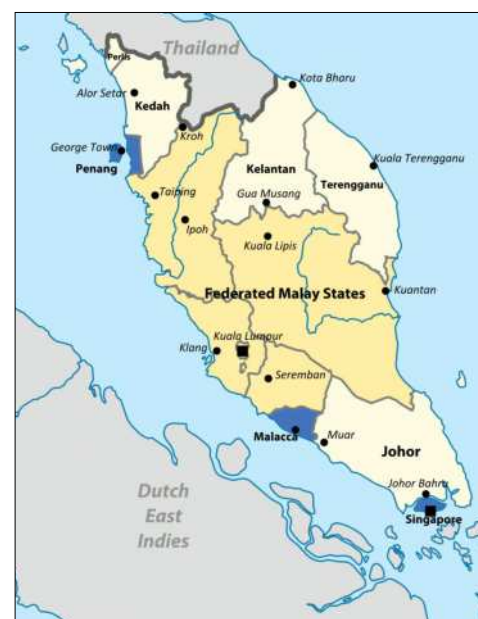 Thailand
Perlis
Kota Bharu
Alor Setar
Kedah
Kroh
George Town
Penang
Kelantan
Kuala Terengganu
Terengganu
Taiping
Gua Musang
Ipoh
Kuala Lipis
Federated Malay States
Kuantan
Kuala Lumpur
Klang
Seremban
Malacca
Muar
Johor
Dutch
East
Indies
Johor Bahru
Singapore